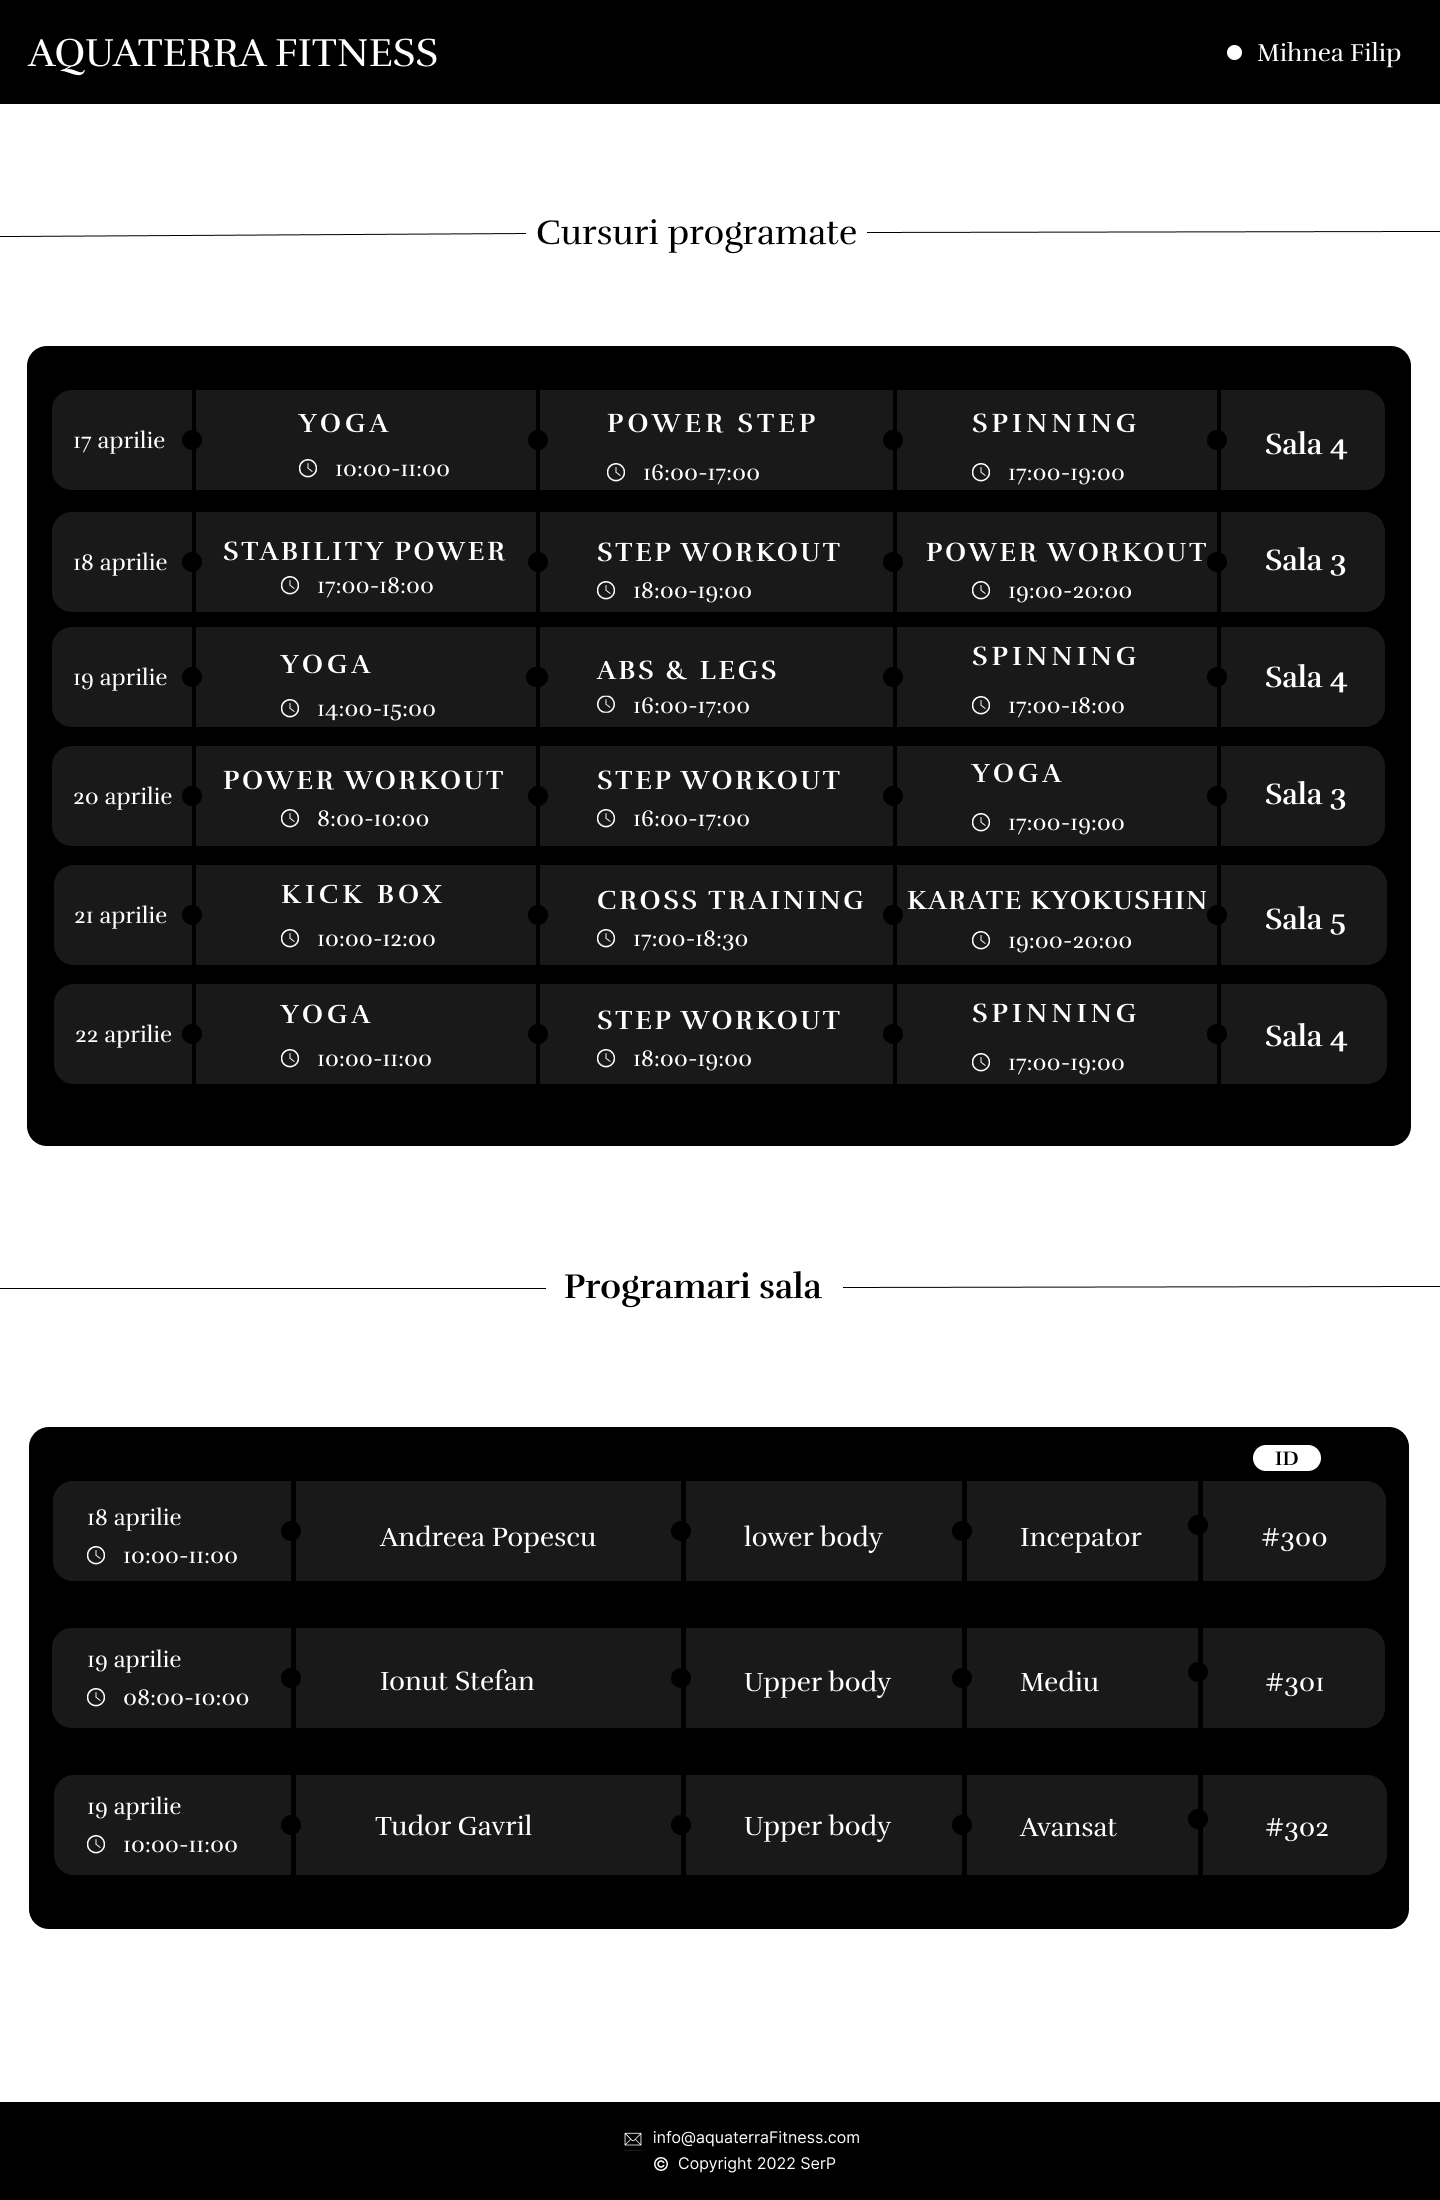 AQUATERRA FITNESS
Mihnea Filip
Cursuri programate
17 aprilie
YOGA
10:00-11:00
POWER STEP
16:00-17:00
SPINNING
17:00-19:00
Sala 4
18 aprilie
STABILITY POWER
17:00-18:00
STEP WORKOUT
18:00-19:00
POWER WORKOUT
19:00-20:00
Sala 3
19 aprilie
YOGA
14:00-15:00
ABS & LEGS
16:00-17:00
SPINNING
17:00-18:00
Sala 4
20 aprilie
POWER WORKOUT
8:00-10:00
STEP WORKOUT
16:00-17:00
YOGA
17:00-19:00
Sala 3
21 aprilie
KICK BOX
10:00-12:00
CROSS TRAINING
17:00-18:30
KARATE KYOKUSHIN
19:00-20:00
Sala 5
22 aprilie
YOGA
10:00-11:00
STEP WORKOUT
18:00-19:00
SPINNING
17:00-19:00
Sala 4
Programari sala
ID
18 aprilie
10:00-11:00
Andreea Popescu
lower body
Incepator
#300
19 aprilie
08:00-10:00
Ionut Stefan
Upper body
Mediu
#301
19 aprilie
10:00-11:00
Tudor Gavril
Upper body
Avansat
#302
info@aquaterraFitness.com
© Copyright 2022 SerP